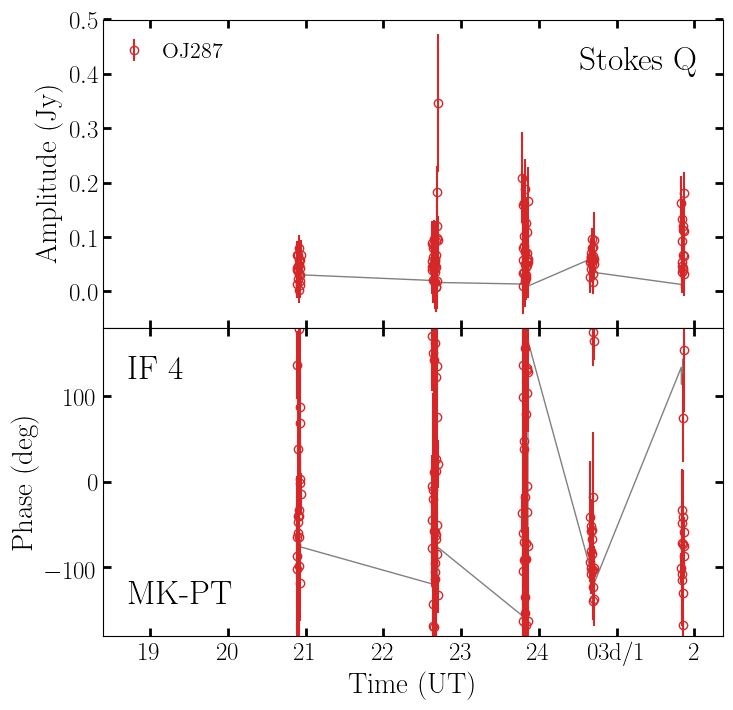 0.5
OJ287
Stokes Q
0.4
0.3
0.2
0.1
0.0
Amplitude (Jy)
IF 4
100
0
−100
Phase (deg)
MK-PT
19 20 21 22 23 24 03d/1 2
Time (UT)